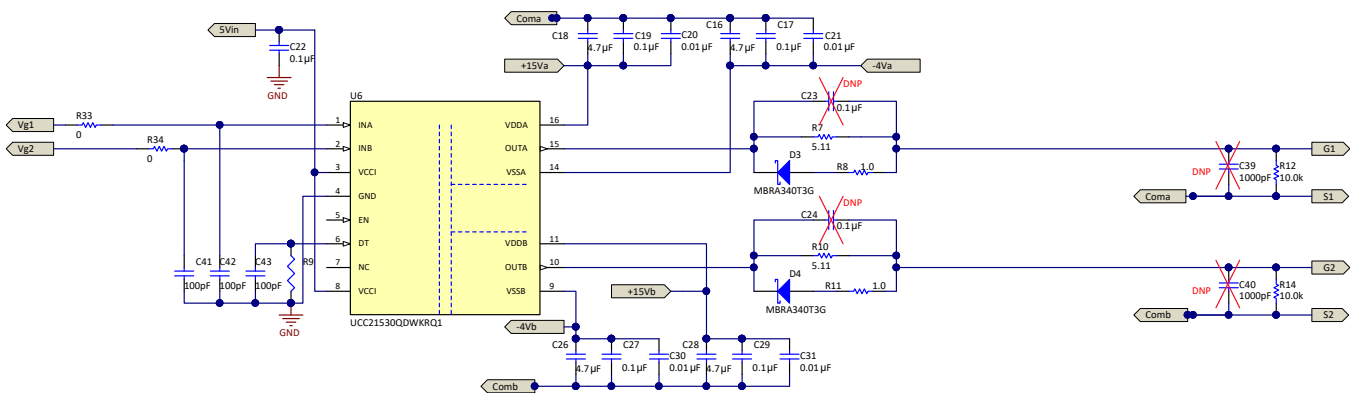 Coma
C18
4.7µF
C19
0.1µF
C20
0.01µF
C16
4.7µF
C17
0.1µF
C21
0.01µF
5Vin
C22
0.1µF
GND
+15Va
-4Va
U6
C23
DNP
0.1µF
Vg1
R33
0
1
INA
VDDA
16
R7
5.11
Vg2
R34
0
2
INB
OUTA
15
D3
MBRA340T3G
R8
1.0
G1
3
VCCI
VSSA
14
DNP
C39
1000pF
R12
10.0k
4
GND
Coma
S1
5
EN
C24
DNP
0.1µF
6
DT
VDDB
11
R10
5.11
7
NC
OUTB
10
D4
MBRA340T3G
R11
1.0
G2
8
VCCI
VSSB
9
DNP
C40
1000pF
R14
10.0k
C41
100pF
C42
100pF
C43
100pF
R9
GND
UCC21530QDWKRQ1
+15Vb
-4Vb
Comb
S2
C26
4.7µF
C27
0.1µF
C30
0.01µF
C28
4.7µF
C29
0.1µF
C31
0.01µF
Comb